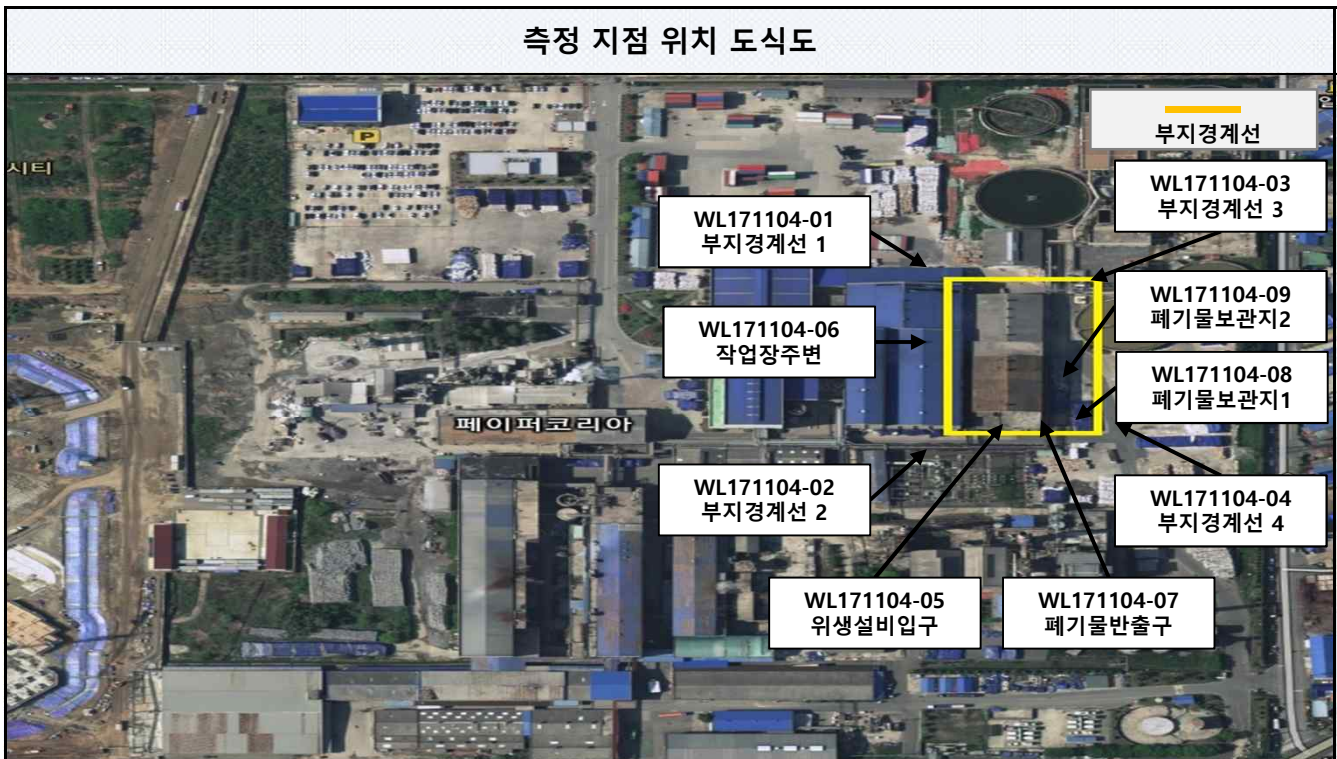 측정 지점 위치 도식도
부지경계선
P
시티
WL171104-03
부지경계선 3
WL171104-01
부지경계선 1
WL171104-09
폐기물보관지2
WL171104-06
작업장주변
WL171104-08
폐기물보관지1
페이퍼코리아
WL171104-02
부지경계선 2
WL171104-04
부지경계선 4
WL171104-05
위생설비입구
WL171104-07
폐기물반출구